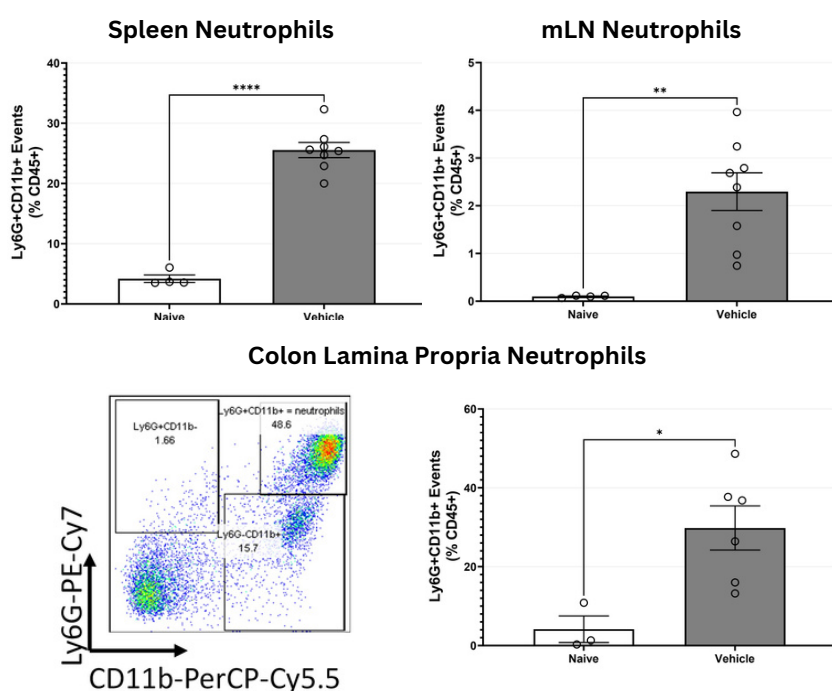 Spleen Neutrophils
mLN Neutrophils
Ly6G+CD11b+ Events
(% CD45+)
40
30
20
10
0
****
Naive
Vehicle
Ly6G+CD11b+ Events
(% CD45+)
5
4
3
2
1
0
**
Naive
Vehicle
Colon Lamina Propria Neutrophils
Ly6G-PE-Cy7
Ly6G+CD11b-
1.66
y6G+CD11b+ = neutrophils
48.6
Ly6G-CD11b+
15.7
CD11b-PerCP-Cy5.5
Ly6G+CD11b+ Events
(% CD45+)
60
40
20
0
*
Naive
Vehicle